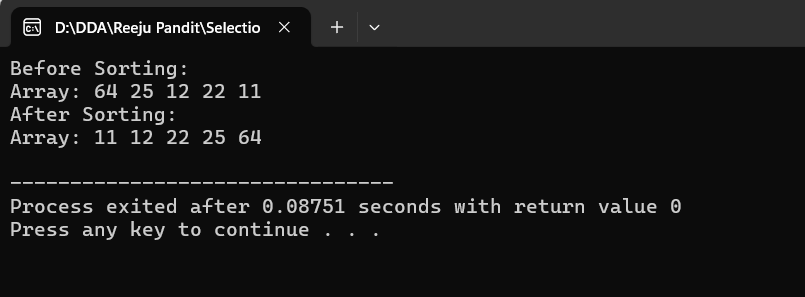 D:\DDA\Reeju Pandit\Selectio
Before Sorting:
Array: 64 25 12 22 11
After Sorting:
Array: 11 12 22 25 64
--------------------------------
Process exited after 0.08751 seconds with return value 0
Press any key to continue . . .